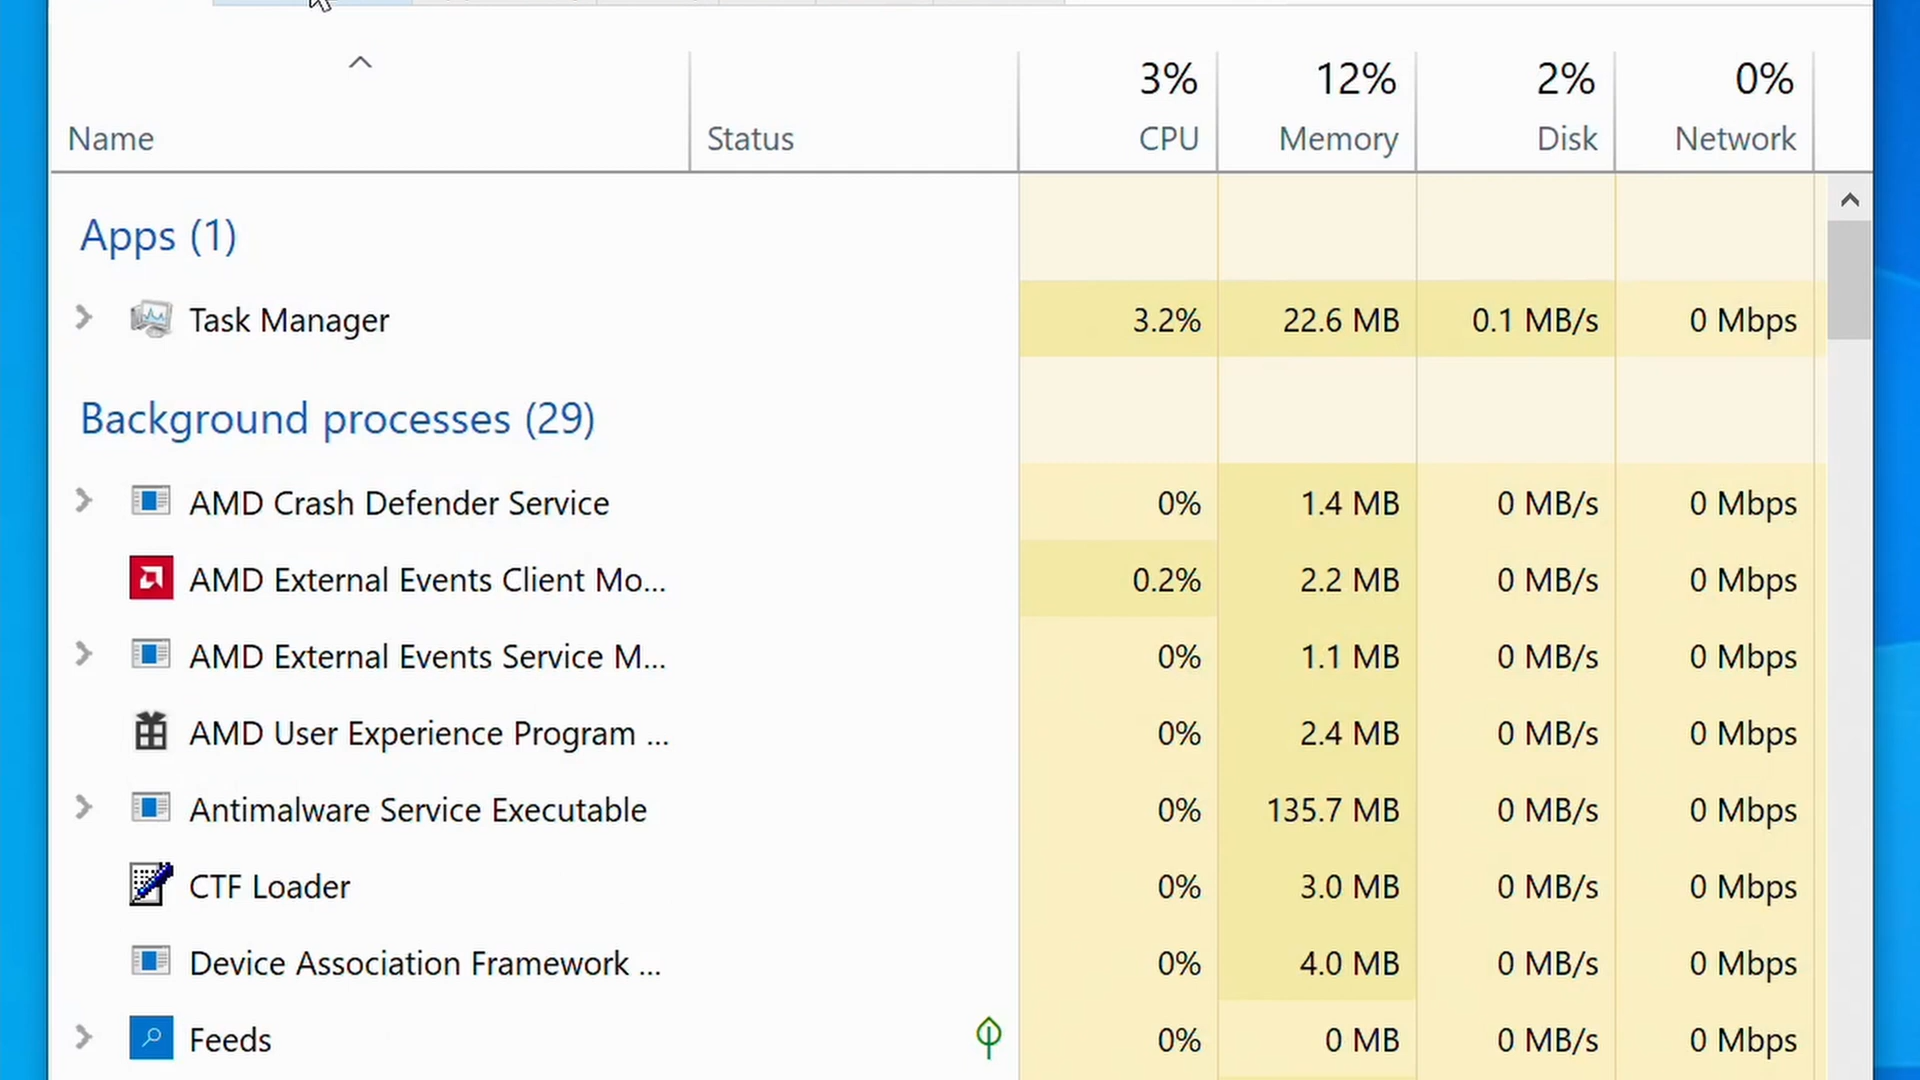 3% 12% 2% 0%
Name Status CPU Memory Disk Network
Apps (1)
Task Manager 3.2% 22.6 MB 0.1 MB/s 0 Mbps
Background processes (29)
AMD Crash Defender Service 0% 1.4 MB 0 MB/s 0 Mbps
AMD External Events Client Mo... 0.2% 2.2 MB 0 MB/s 0 Mbps
AMD External Events Service M... 0% 1.1 MB 0 MB/s 0 Mbps
AMD User Experience Program ... 0% 2.4 MB 0 MB/s 0 Mbps
Antimalware Service Executable 0% 135.7 MB 0 MB/s 0 Mbps
CTF Loader 0% 3.0 MB 0 MB/s 0 Mbps
Device Association Framework ... 0% 4.0 MB 0 MB/s 0 Mbps
Feeds 0% 0 MB 0 MB/s 0 Mbps